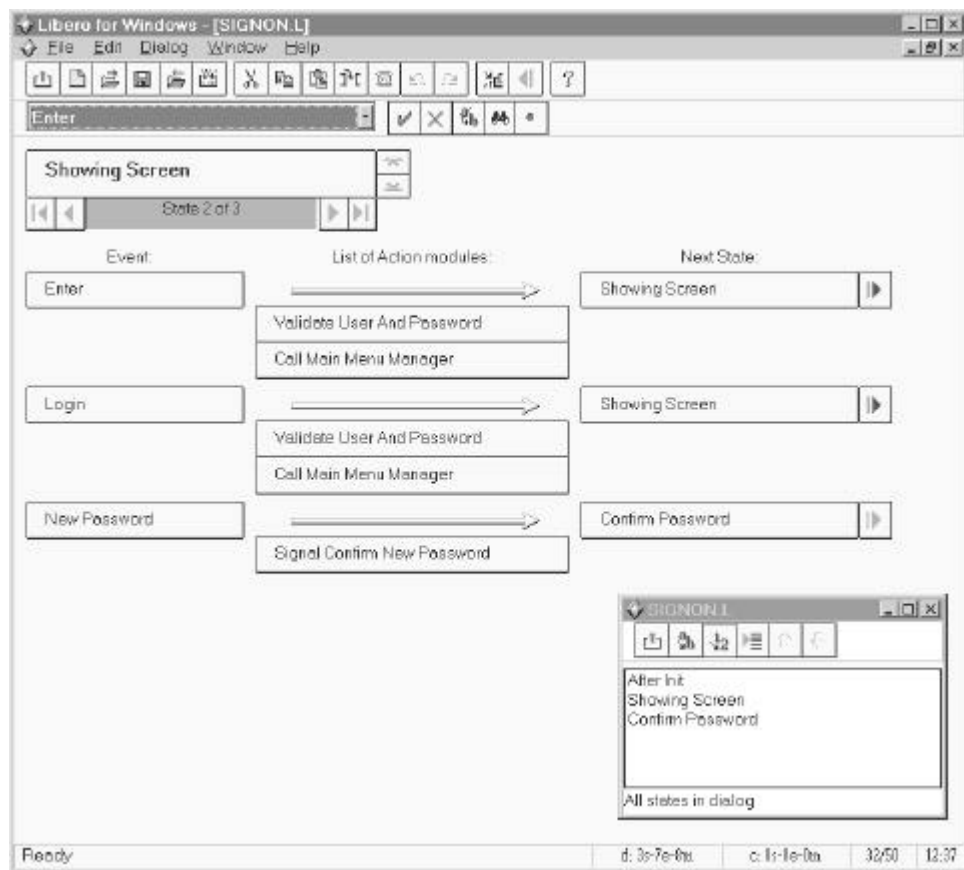 Libero for Windows - [SIGNON.L]
File Edit Dialog Window Help
Enter
Showing Screen
State 2 of 3
Event: List of Action modules: Next State:
Enter Showing Screen
Validate User And Password
Call Main Menu Manager
Login Showing Screen
Validate User And Password
Call Main Menu Manager
New Password Confirm Password
Signal Confirm New Password
SIGNON.L
After Init
Showing Screen
Confirm Password
All states in dialog
Ready 32/50 12:37